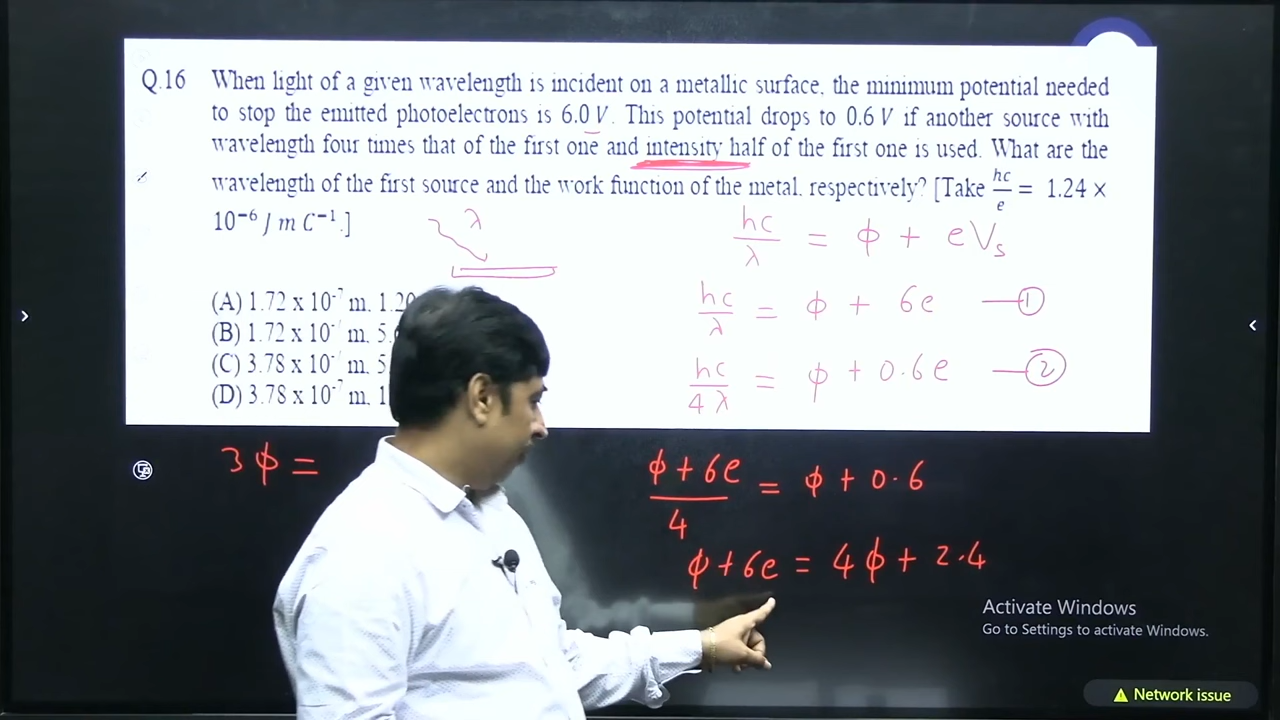 Q.16 When light of a given wavelength is incident on a metallic surface, the minimum potential needed
to stop the emitted photoelectrons is 6.0 V. This potential drops to 0.6 V if another source with
wavelength four times that of the first one and intensity half of the first one is used. What are the
wavelength of the first source and the work function of the metal, respectively? [Take hc/e = 1.24 ×
10⁻⁶ J m C⁻¹.]
λ
hc/λ = ϕ + eVₛ
(A) 1.72 x 10⁻⁷ m, 1.20
hc/λ = ϕ + 6e —①
(B) 1.72 x 10⁻⁷ m, 5.
(C) 3.78 x 10⁻⁷ m, 5
hc/4λ = ϕ + 0.6e —②
(D) 3.78 x 10⁻⁷ m, 1
3ϕ =
ϕ+6e/4 = ϕ + 0.6
ϕ+6e = 4ϕ + 2.4
Activate Windows
Go to Settings to activate Windows.
Network issue